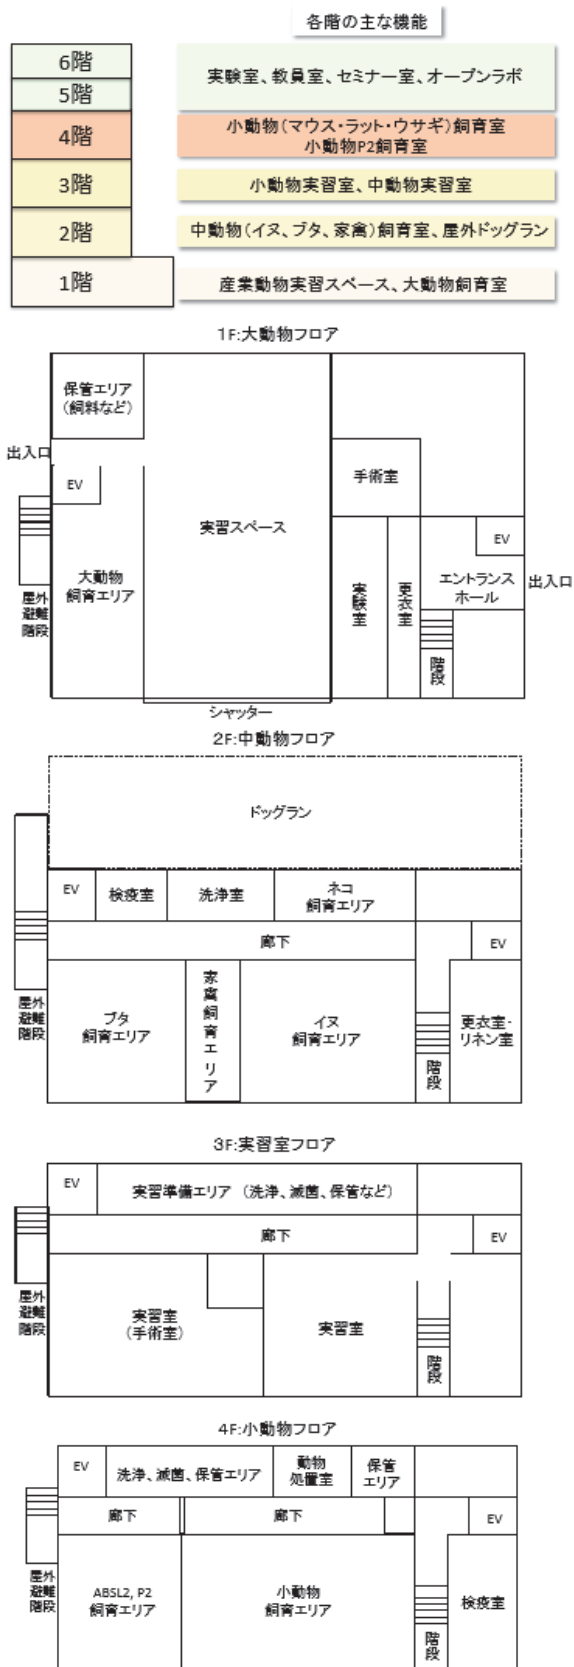 各階の主な機能
6階
5階
実験室、教員室、セミナー室、オープンラボ
4階
小動物(マウス・ラット・ウサギ)飼育室
小動物P2飼育室
3階
小動物実習室、中動物実習室
2階
中動物(イヌ、ブタ、家禽)飼育室、屋外ドッグラン
1階
産業動物実習スペース、大動物飼育室
1F:大動物フロア
保管エリア
(飼料など)
出入口
EV
手術室
実習スペース
EV
大動物
飼育エリア
屋外
避難
階段
実験室
更衣室
エントランス
ホール
出入口
階段
シャッター
2F:中動物フロア
ドッグラン
EV
検疫室
洗浄室
ネコ
飼育エリア
廊下
EV
屋外
避難
階段
ブタ
飼育エリア
家禽飼育エリア
イヌ
飼育エリア
階段
更衣室・
リネン室
3F:実習室フロア
EV
実習準備エリア (洗浄、滅菌、保管など)
廊下
EV
屋外
避難
階段
実習室
(手術室)
実習室
階段
4F:小動物フロア
EV
洗浄、滅菌、保管エリア
動物
処置室
保管
エリア
廊下
廊下
EV
屋外
避難
階段
ABSL2, P2
飼育エリア
小動物
飼育エリア
検疫室
階段